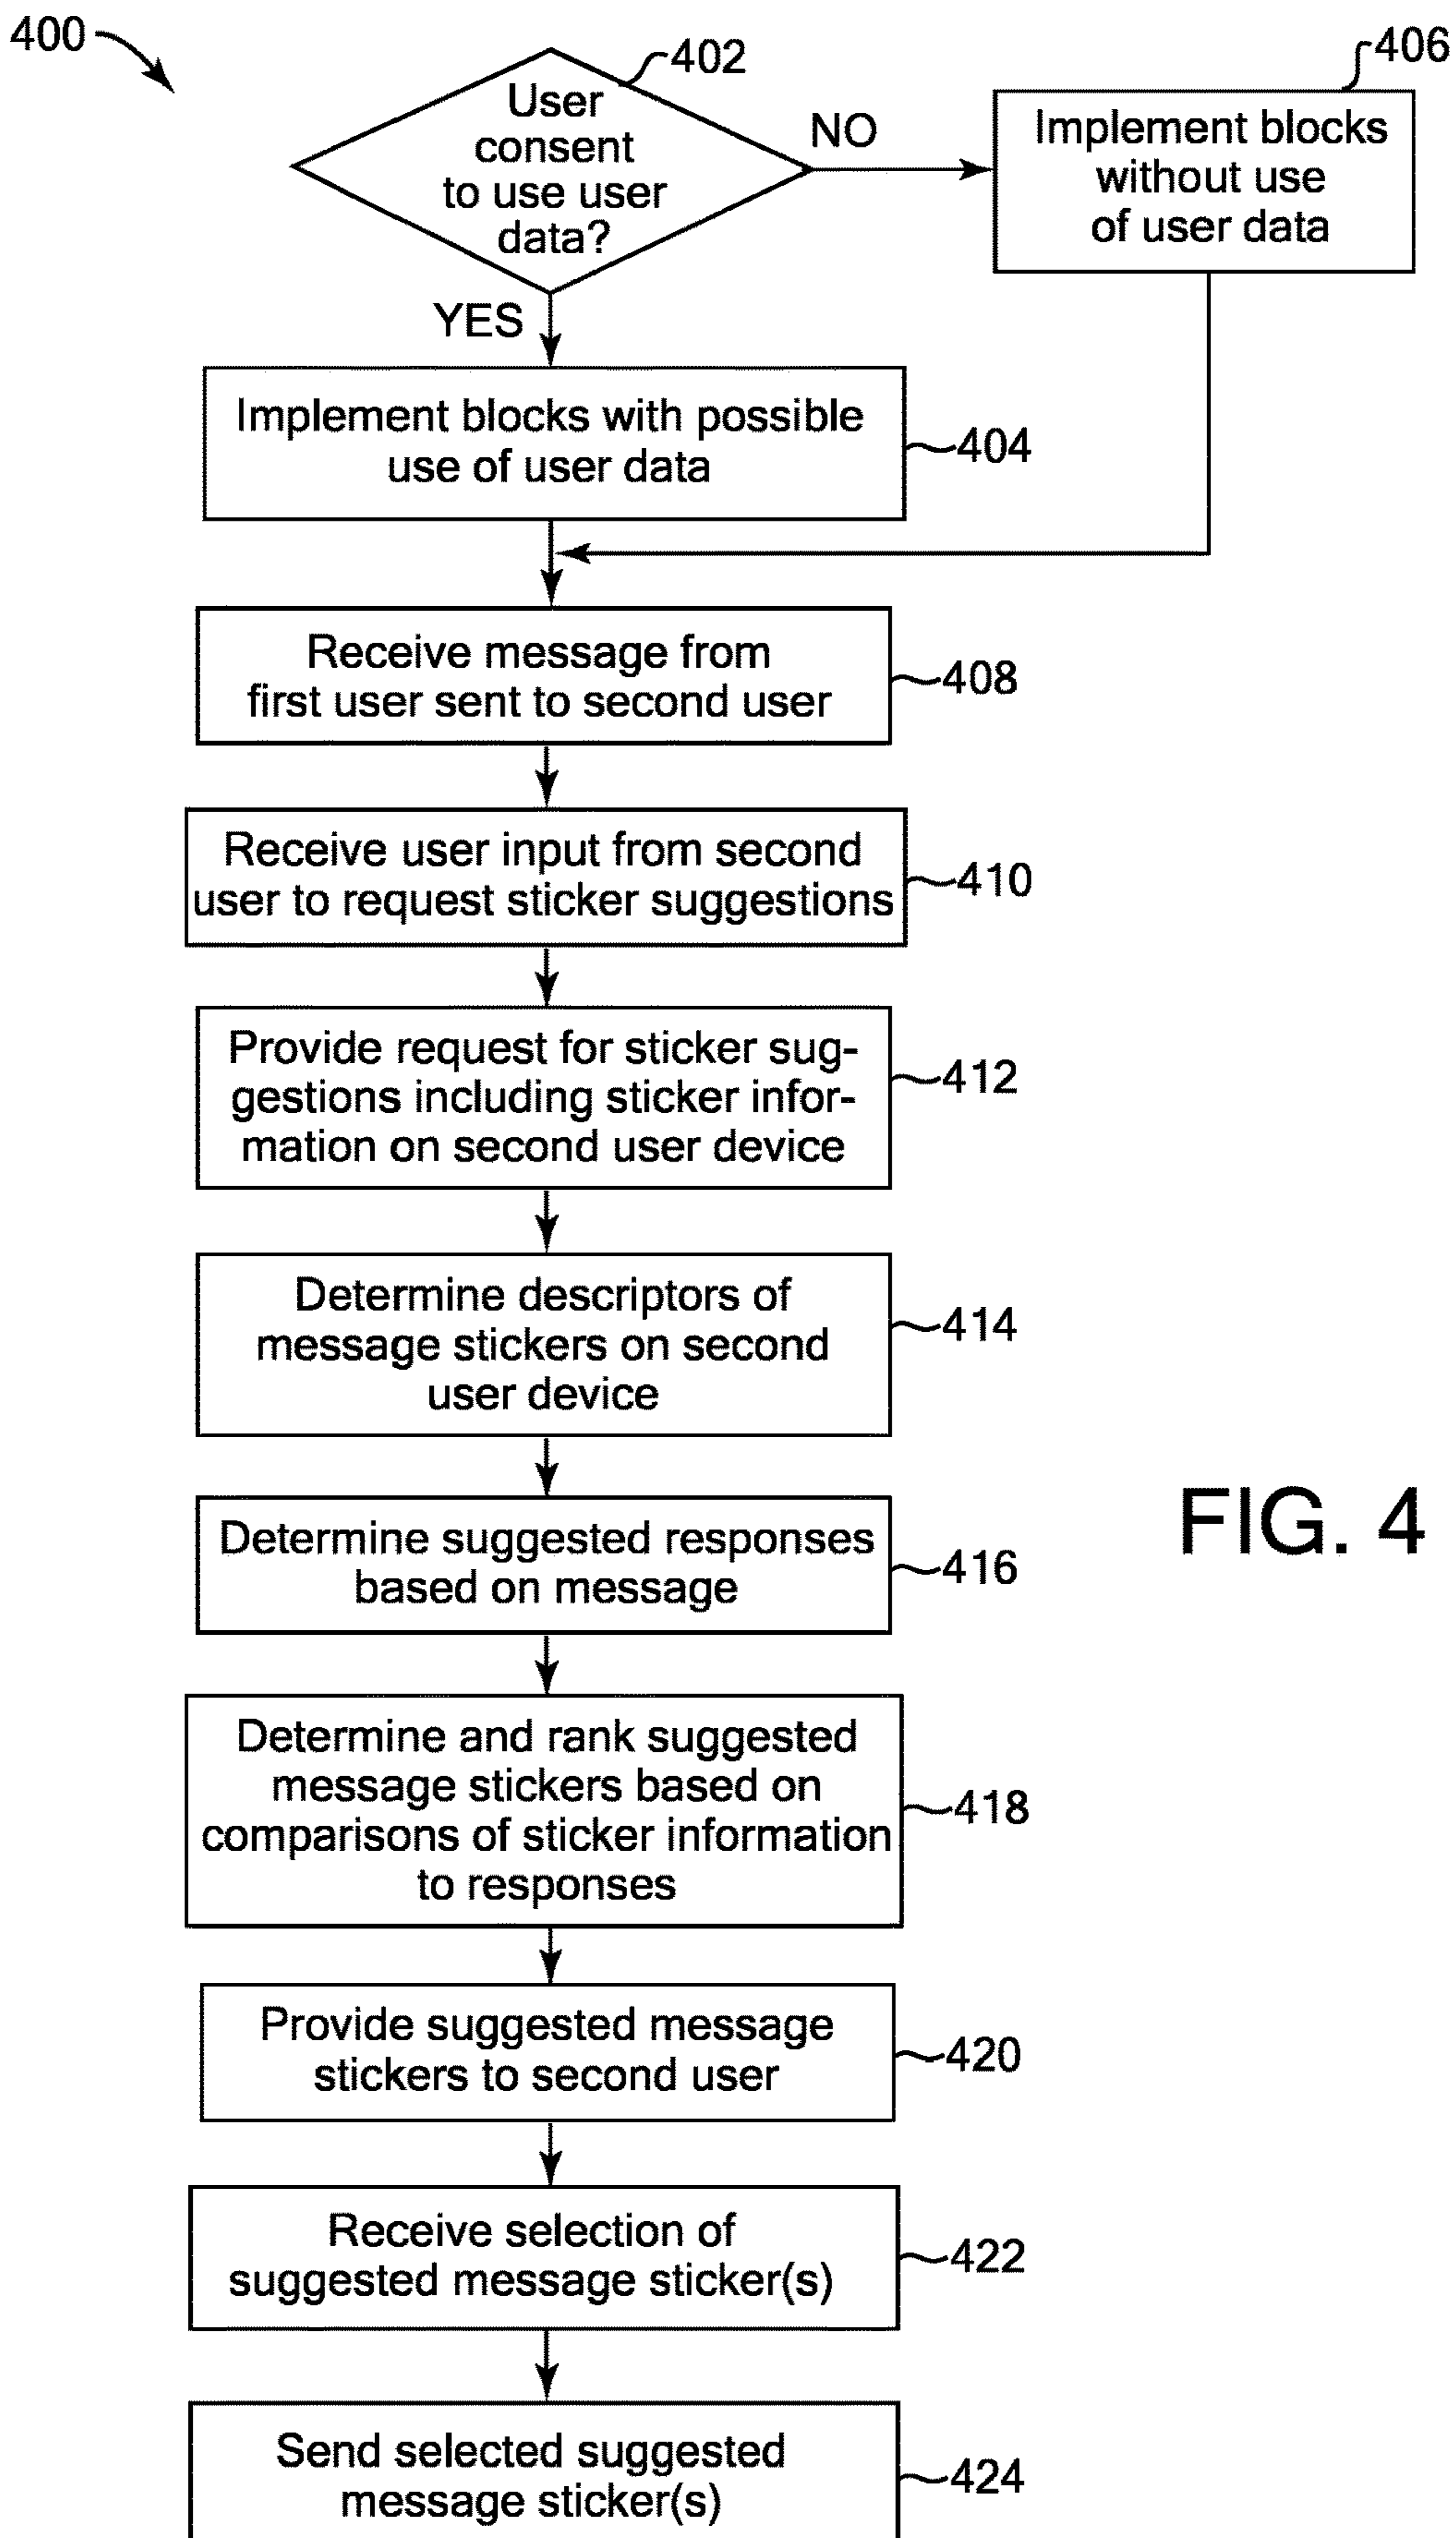 400
402
User
consent
to use user
data?
NO
406
Implement blocks
without use
of user data
YES
Implement blocks with possible
use of user data
404
Receive message from
first user sent to second user
408
Receive user input from second
user to request sticker suggestions
410
Provide request for sticker sug-
gestions including sticker infor-
mation on second user device
412
Determine descriptors of
message stickers on second
user device
414
Determine suggested responses
based on message
416
FIG. 4
Determine and rank suggested
message stickers based on
comparisons of sticker information
to responses
418
Provide suggested message
stickers to second user
420
Receive selection of
suggested message sticker(s)
422
Send selected suggested
message sticker(s)
424